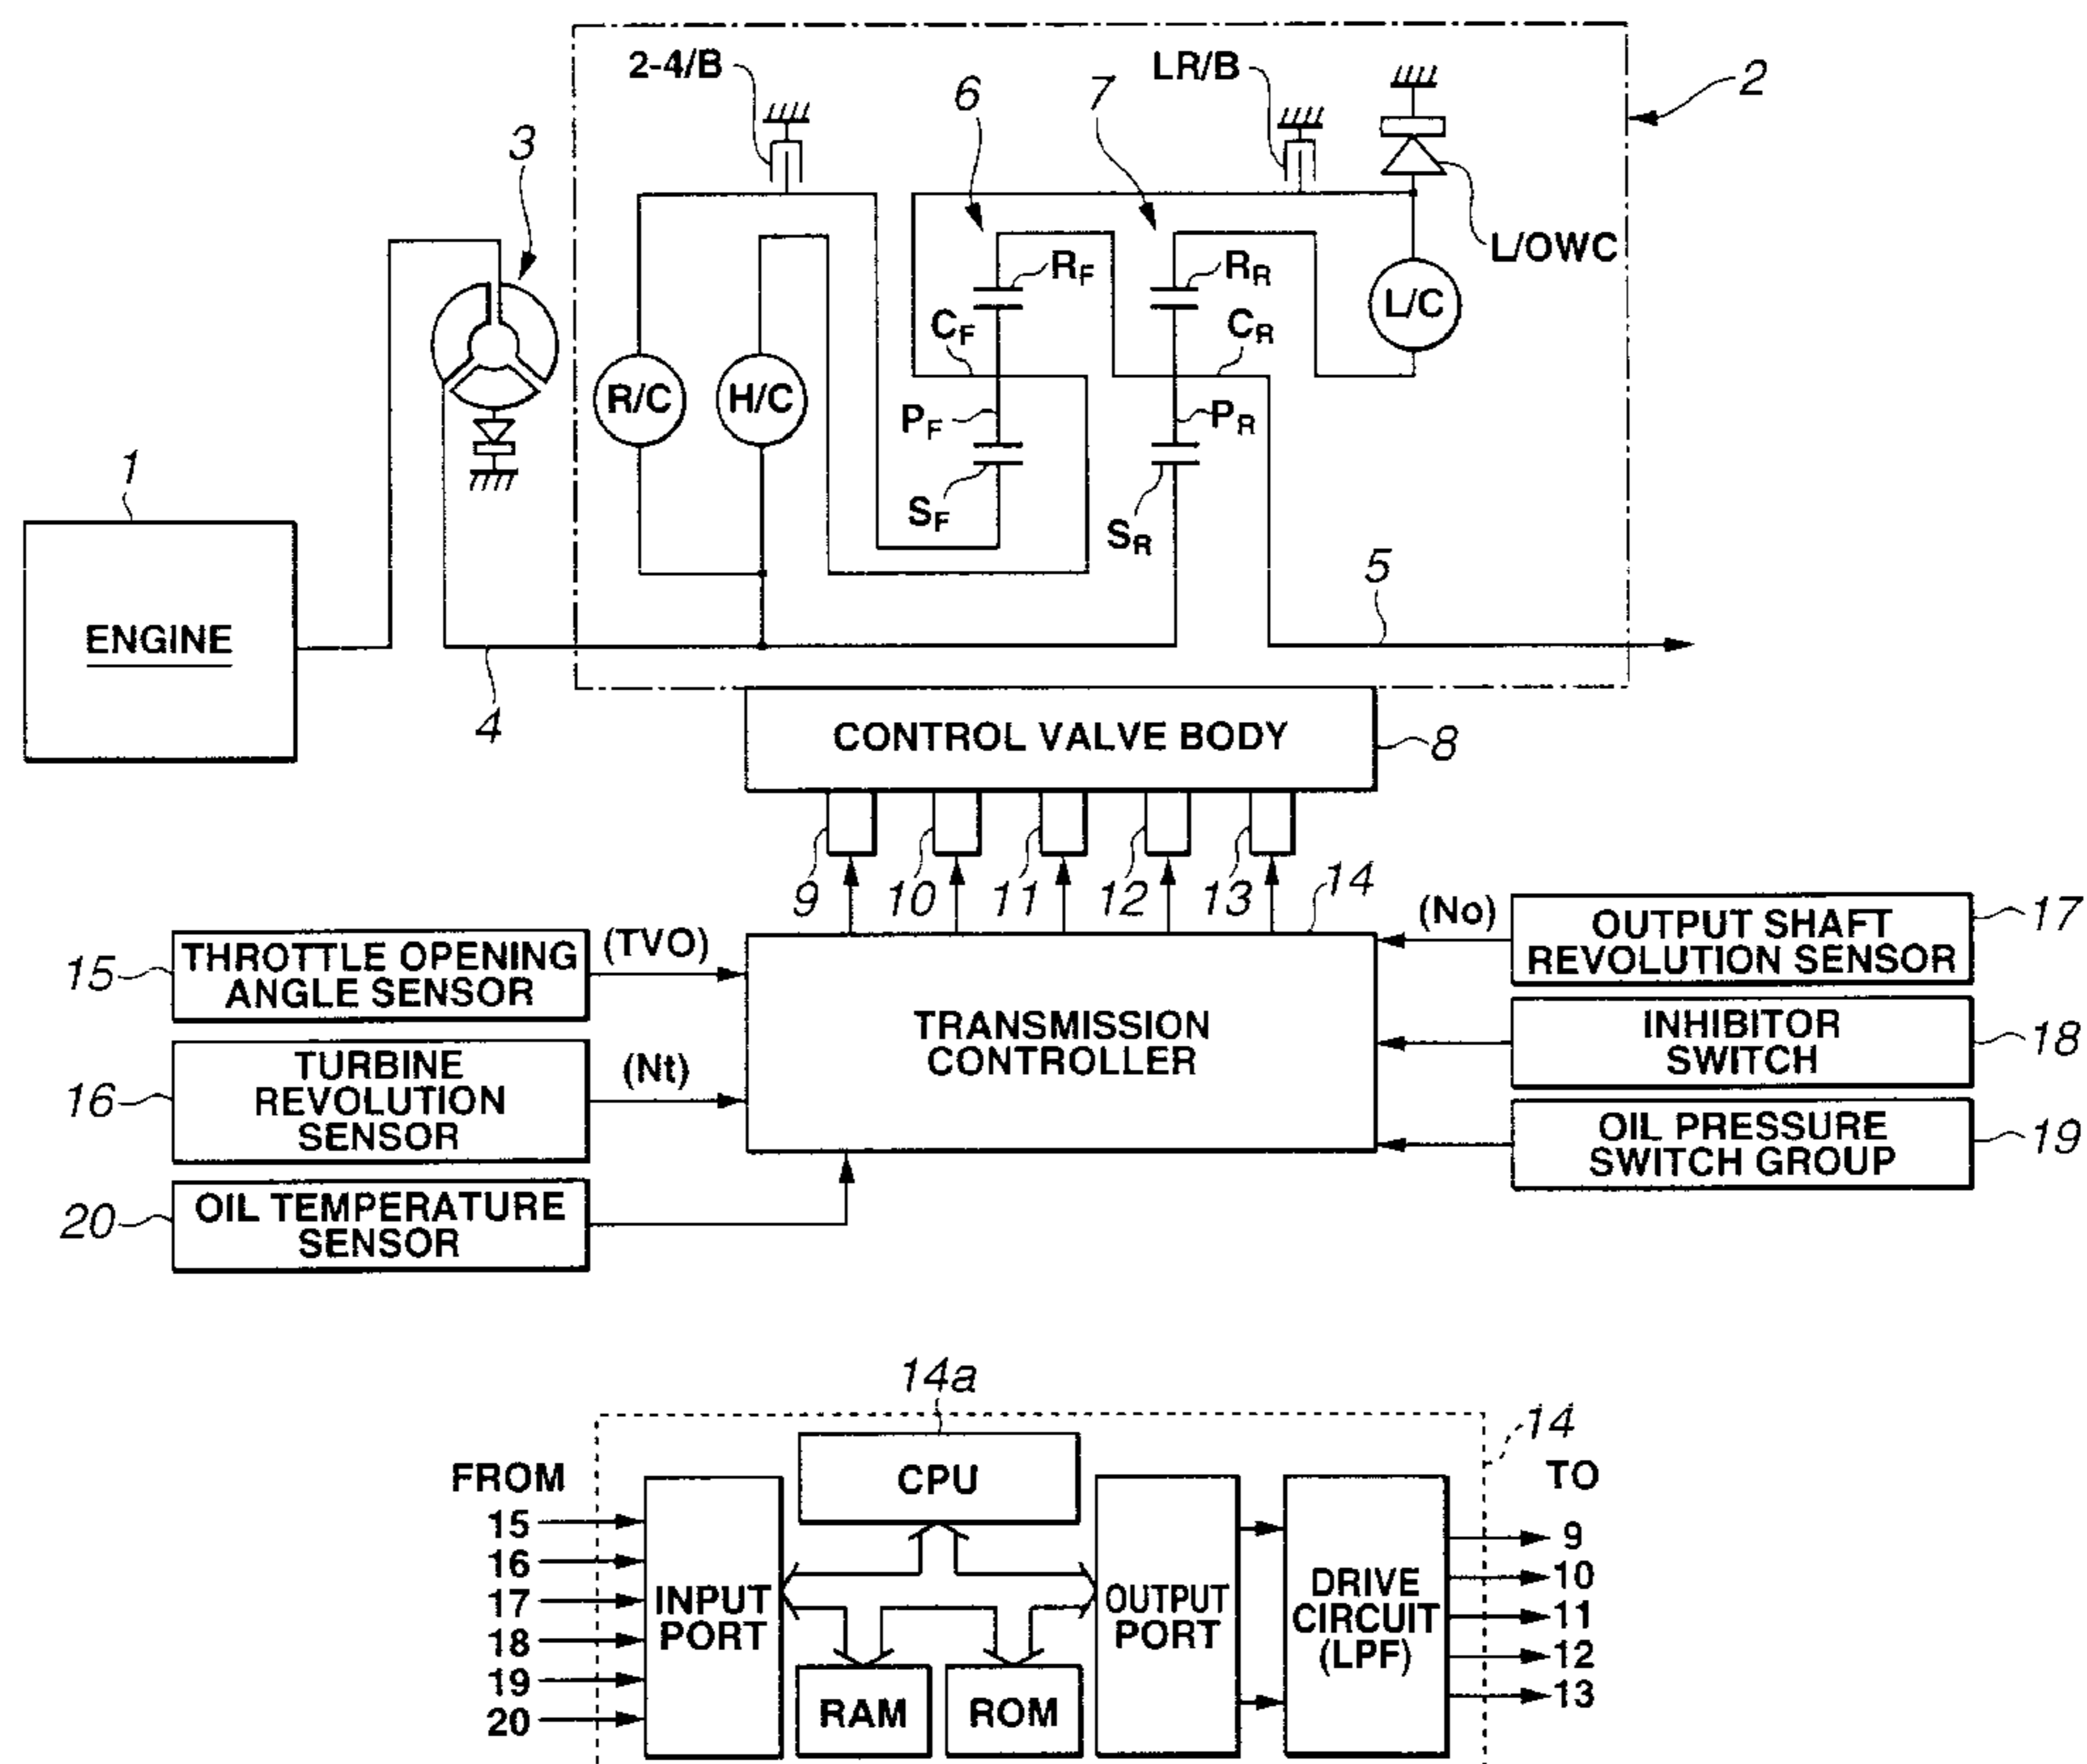 2-4/B
LR/B
2
6
7
3
L/OWC
RF
RR
L/C
CF
CR
R/C
H/C
PF
PR
SF
SR
1
ENGINE
5
4
CONTROL VALVE BODY
8
9
10
11
12
13
14
(No)
OUTPUT SHAFT
REVOLUTION SENSOR
17
15
THROTTLE OPENING
ANGLE SENSOR
(TVO)
TRANSMISSION
CONTROLLER
INHIBITOR
SWITCH
18
16
TURBINE
REVOLUTION
SENSOR
(Nt)
OIL PRESSURE
SWITCH GROUP
19
20
OIL TEMPERATURE
SENSOR
14a
14
FROM
15
16
17
18
19
20
INPUT
PORT
CPU
RAM
ROM
OUTPUT
PORT
DRIVE
CIRCUIT
(LPF)
TO
9
10
11
12
13